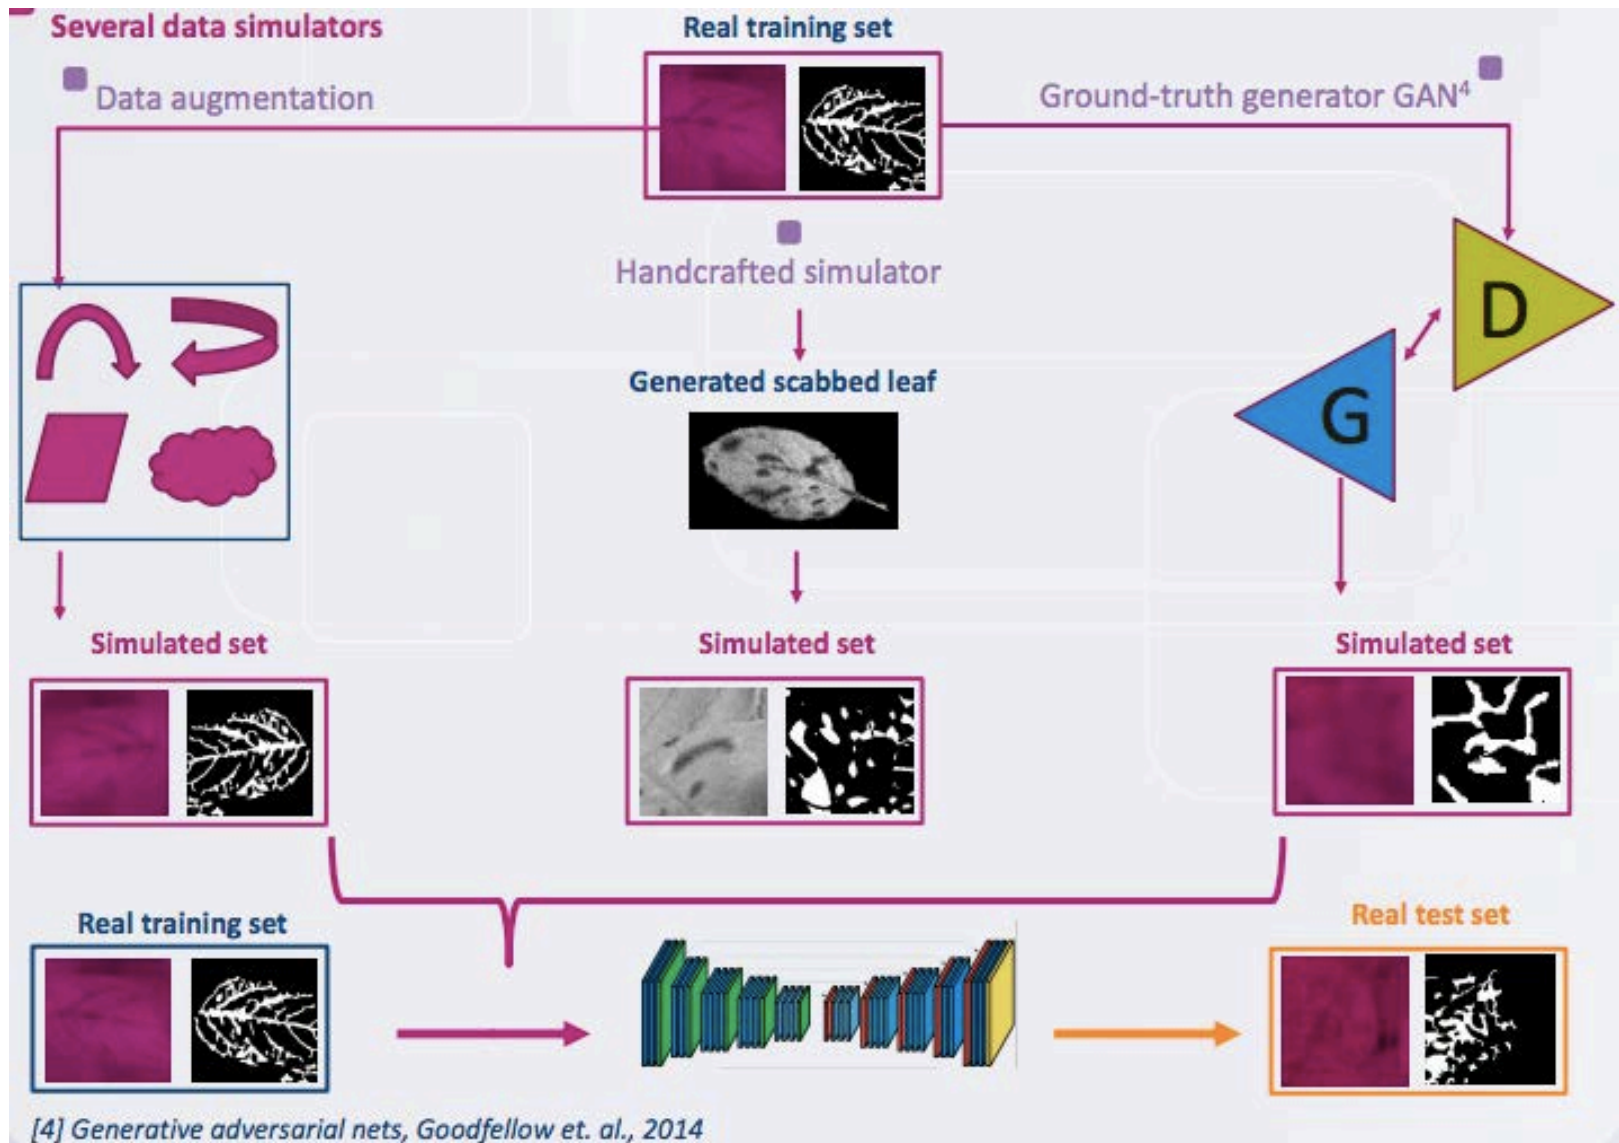 Several data simulators
Real training set
Data augmentation
Ground-truth generator GAN⁴
Handcrafted simulator
D
G
Generated scabbed leaf
Simulated set
Simulated set
Simulated set
Real training set
Real test set
[4] Generative adversarial nets, Goodfellow et. al., 2014